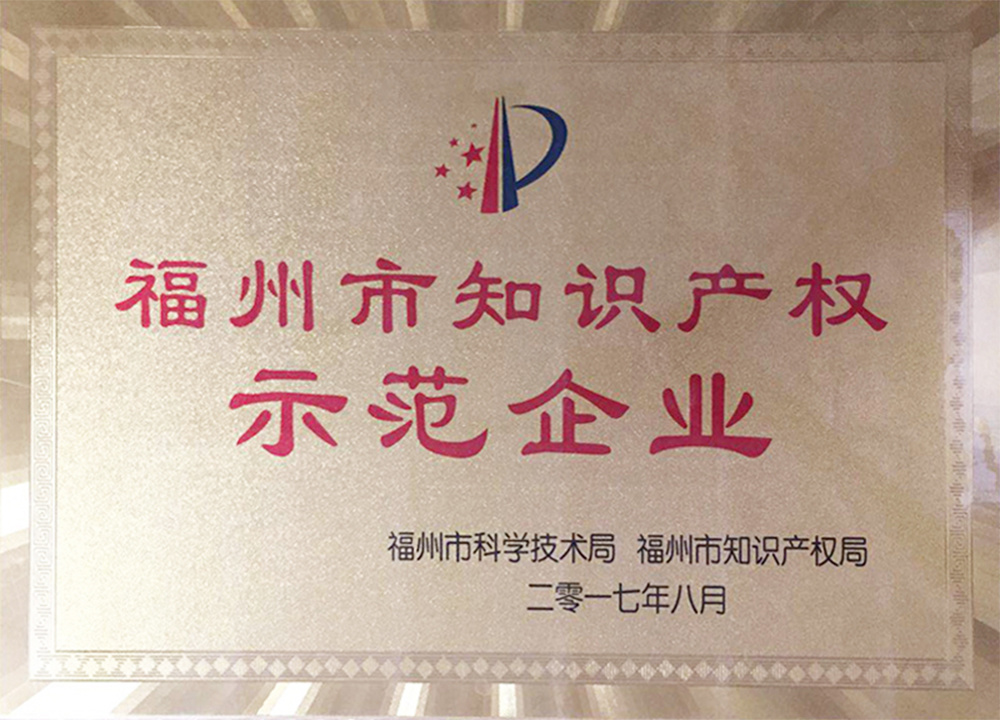 福州市知识产权
示范企业
福州市科学技术局 福州市知识产权局
二零一七年八月